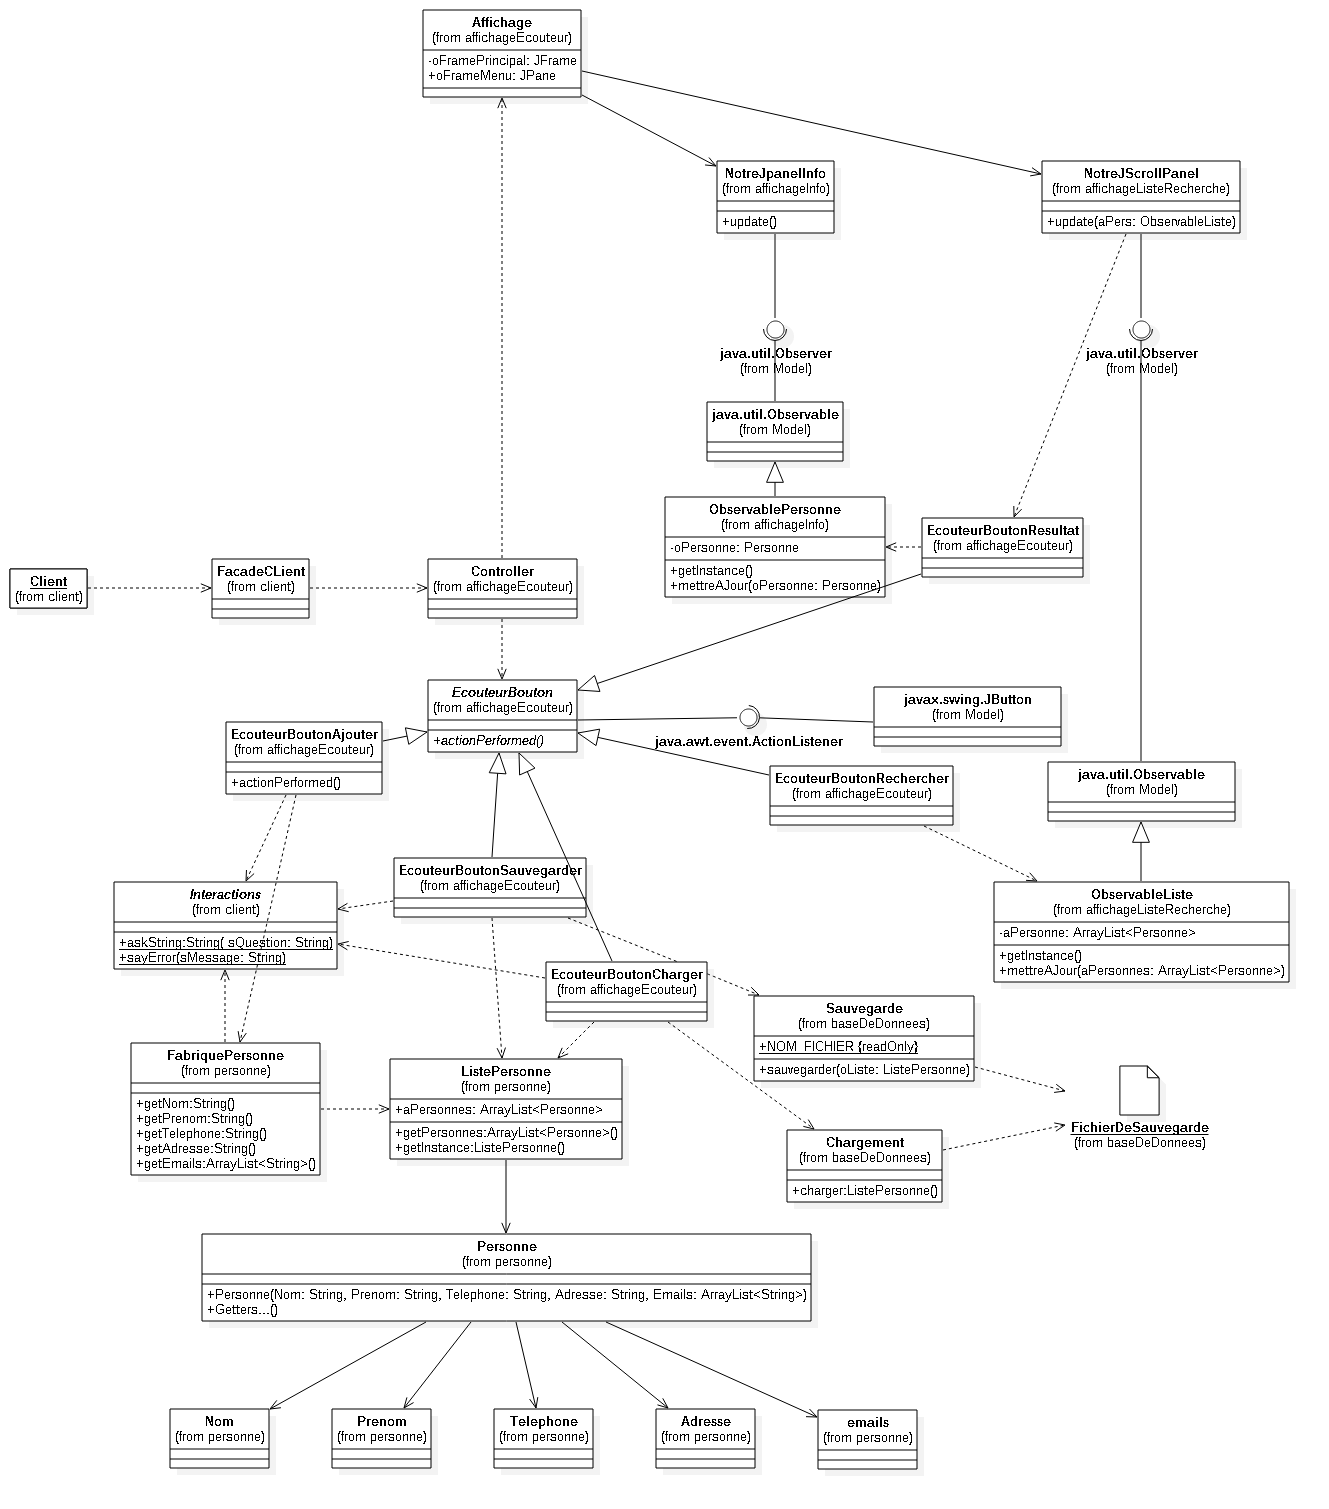 Affichage
(from affichageEcouteur)
-oFramePrincipal: JFrame
+oFrameMenu: JPane
NotreJpanelInfo
(from affichageInfo)
+update()
NotreJScrollPanel
(from affichageListeRecherche)
+update(aPers: ObservableListe)
java.util.Observer
(from Model)
java.util.Observer
(from Model)
java.util.Observable
(from Model)
ObservablePersonne
(from affichageInfo)
-oPersonne: Personne
+getInstance()
+mettreAJour(oPersonne: Personne)
EcouteurBoutonResultat
(from affichageEcouteur)
Client
(from client)
FacadeCLient
(from client)
Controller
(from affichageEcouteur)
EcouteurBouton
(from affichageEcouteur)
+actionPerformed()
javax.swing.JButton
(from Model)
java.awt.event.ActionListener
EcouteurBoutonAjouter
(from affichageEcouteur)
+actionPerformed()
EcouteurBoutonRechercher
(from affichageEcouteur)
java.util.Observable
(from Model)
EcouteurBoutonSauvegarder
(from affichageEcouteur)
Interactions
(from client)
+askString:String( sQuestion: String)
+sayError(sMessage: String)
ObservableListe
(from affichageListeRecherche)
-aPersonne: ArrayList<Personne>
+getInstance()
+mettreAJour(aPersonnes: ArrayList<Personne>)
EcouteurBoutonCharger
(from affichageEcouteur)
Sauvegarde
(from baseDeDonnees)
+NOM_FICHIER {readOnly}
+sauvegarder(oListe: ListePersonne)
FabriquePersonne
(from personne)
+getNom:String()
+getPrenom:String()
+getTelephone:String()
+getAdresse:String()
+getEmails:ArrayList<String>()
ListePersonne
(from personne)
+aPersonnes: ArrayList<Personne>
+getPersonnes:ArrayList<Personne>()
+getInstance:ListePersonne()
FichierDeSauvegarde
(from baseDeDonnees)
Chargement
(from baseDeDonnees)
+charger:ListePersonne()
Personne
(from personne)
+Personne(Nom: String, Prenom: String, Telephone: String, Adresse: String, Emails: ArrayList<String>)
+Getters...()
Nom
(from personne)
Prenom
(from personne)
Telephone
(from personne)
Adresse
(from personne)
emails
(from personne)